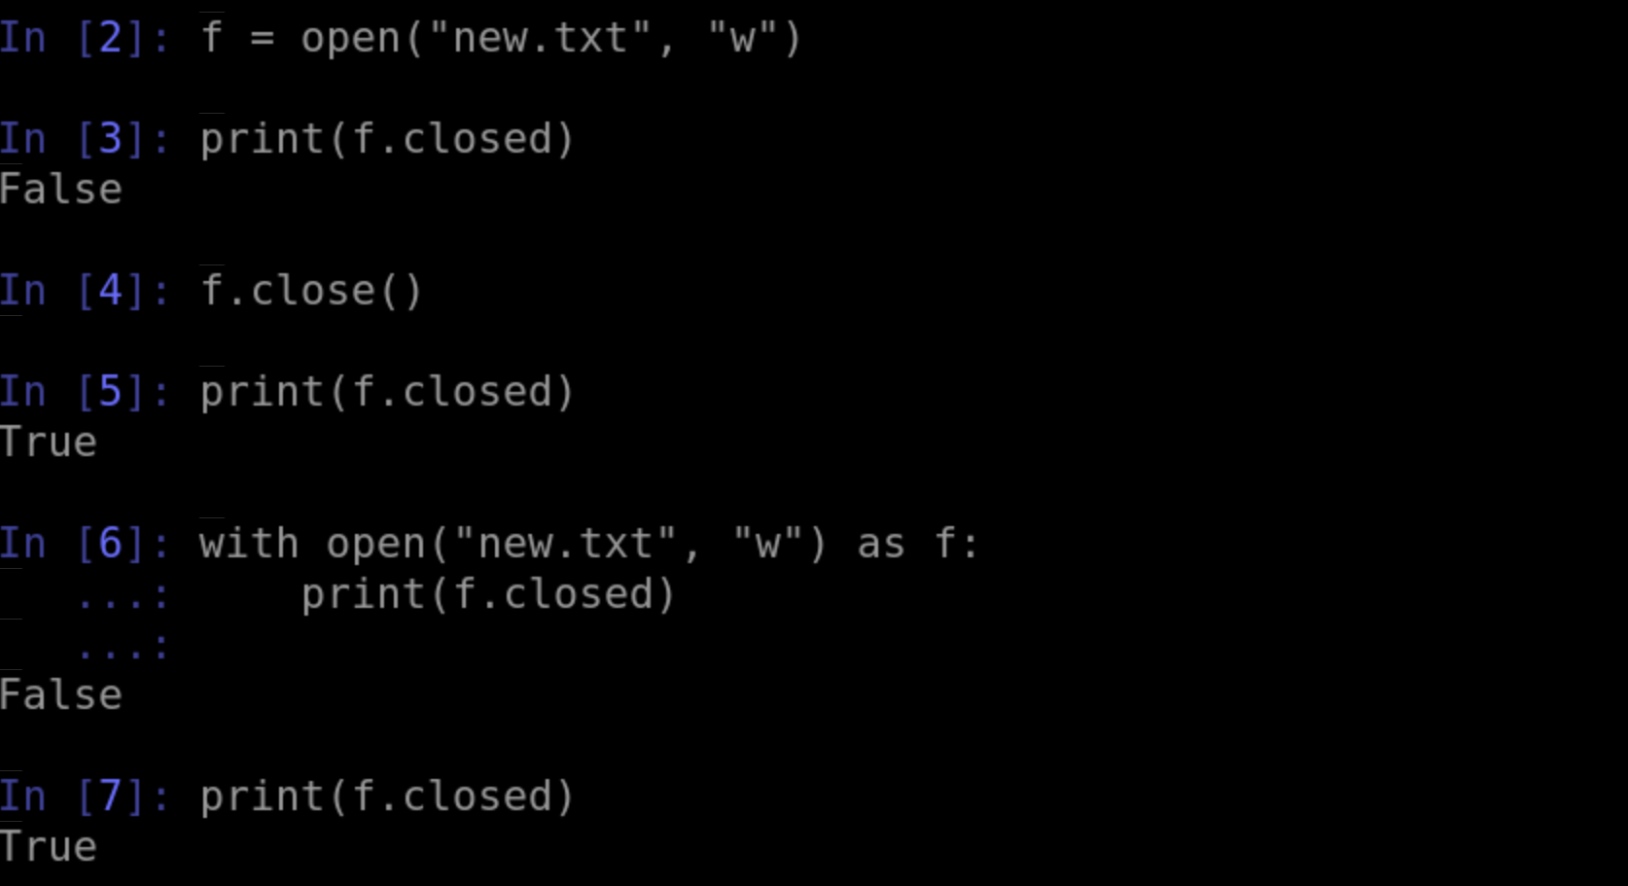 In [2]: f = open("new.txt", "w")
In [3]: print(f.closed)
False
In [4]: f.close()
In [5]: print(f.closed)
True
In [6]: with open("new.txt", "w") as f:
   ...:     print(f.closed)
   ...:
False
In [7]: print(f.closed)
True